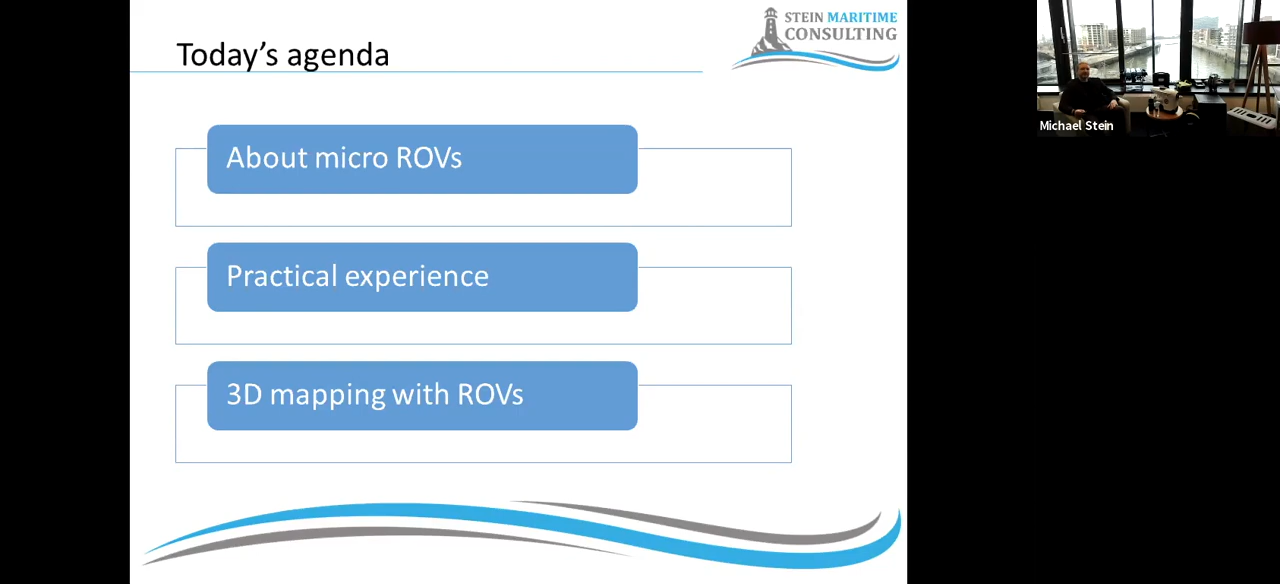 Today's agenda
STEIN MARITIME
CONSULTING
About micro ROVs
Practical experience
3D mapping with ROVs
Michael Stein